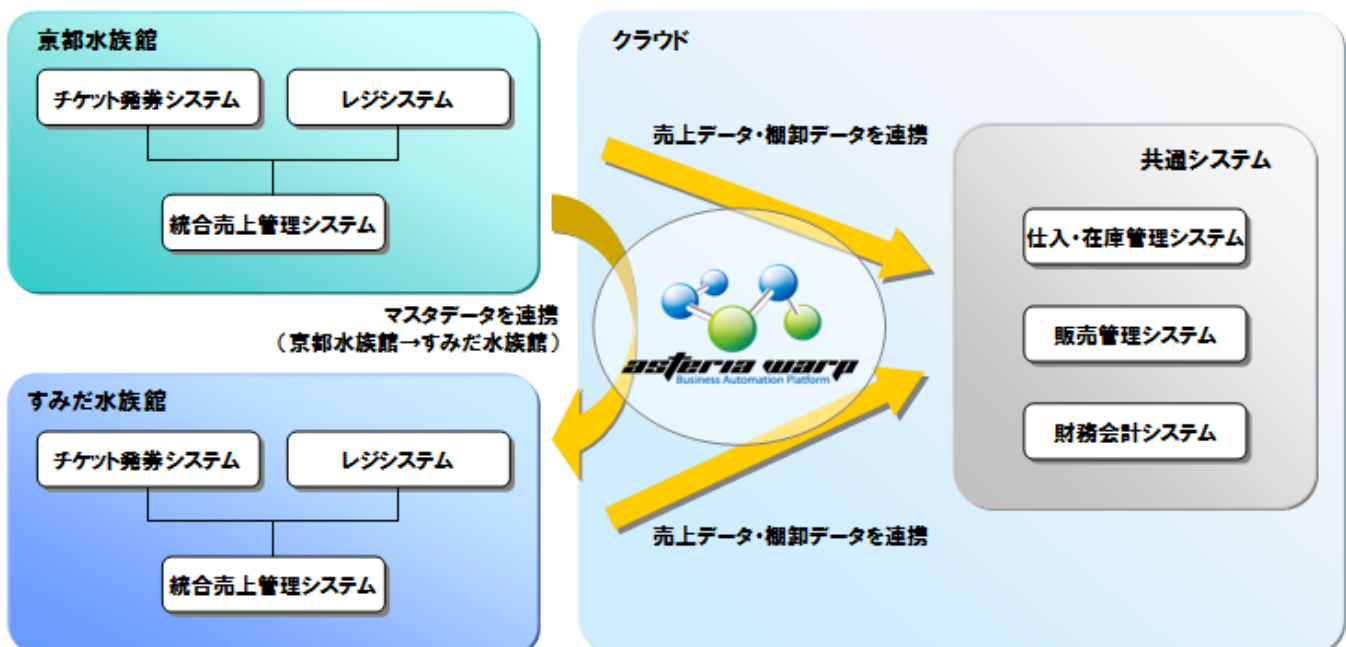 京都水族館
チケット発券システム
レジシステム
統合売上管理システム
マスタデータを連携
（京都水族館→すみだ水族館）
すみだ水族館
チケット発券システム
レジシステム
統合売上管理システム
クラウド
売上データ・棚卸データを連携
asteria warp
Business Automation Platform
売上データ・棚卸データを連携
共通システム
仕入・在庫管理システム
販売管理システム
財務会計システム